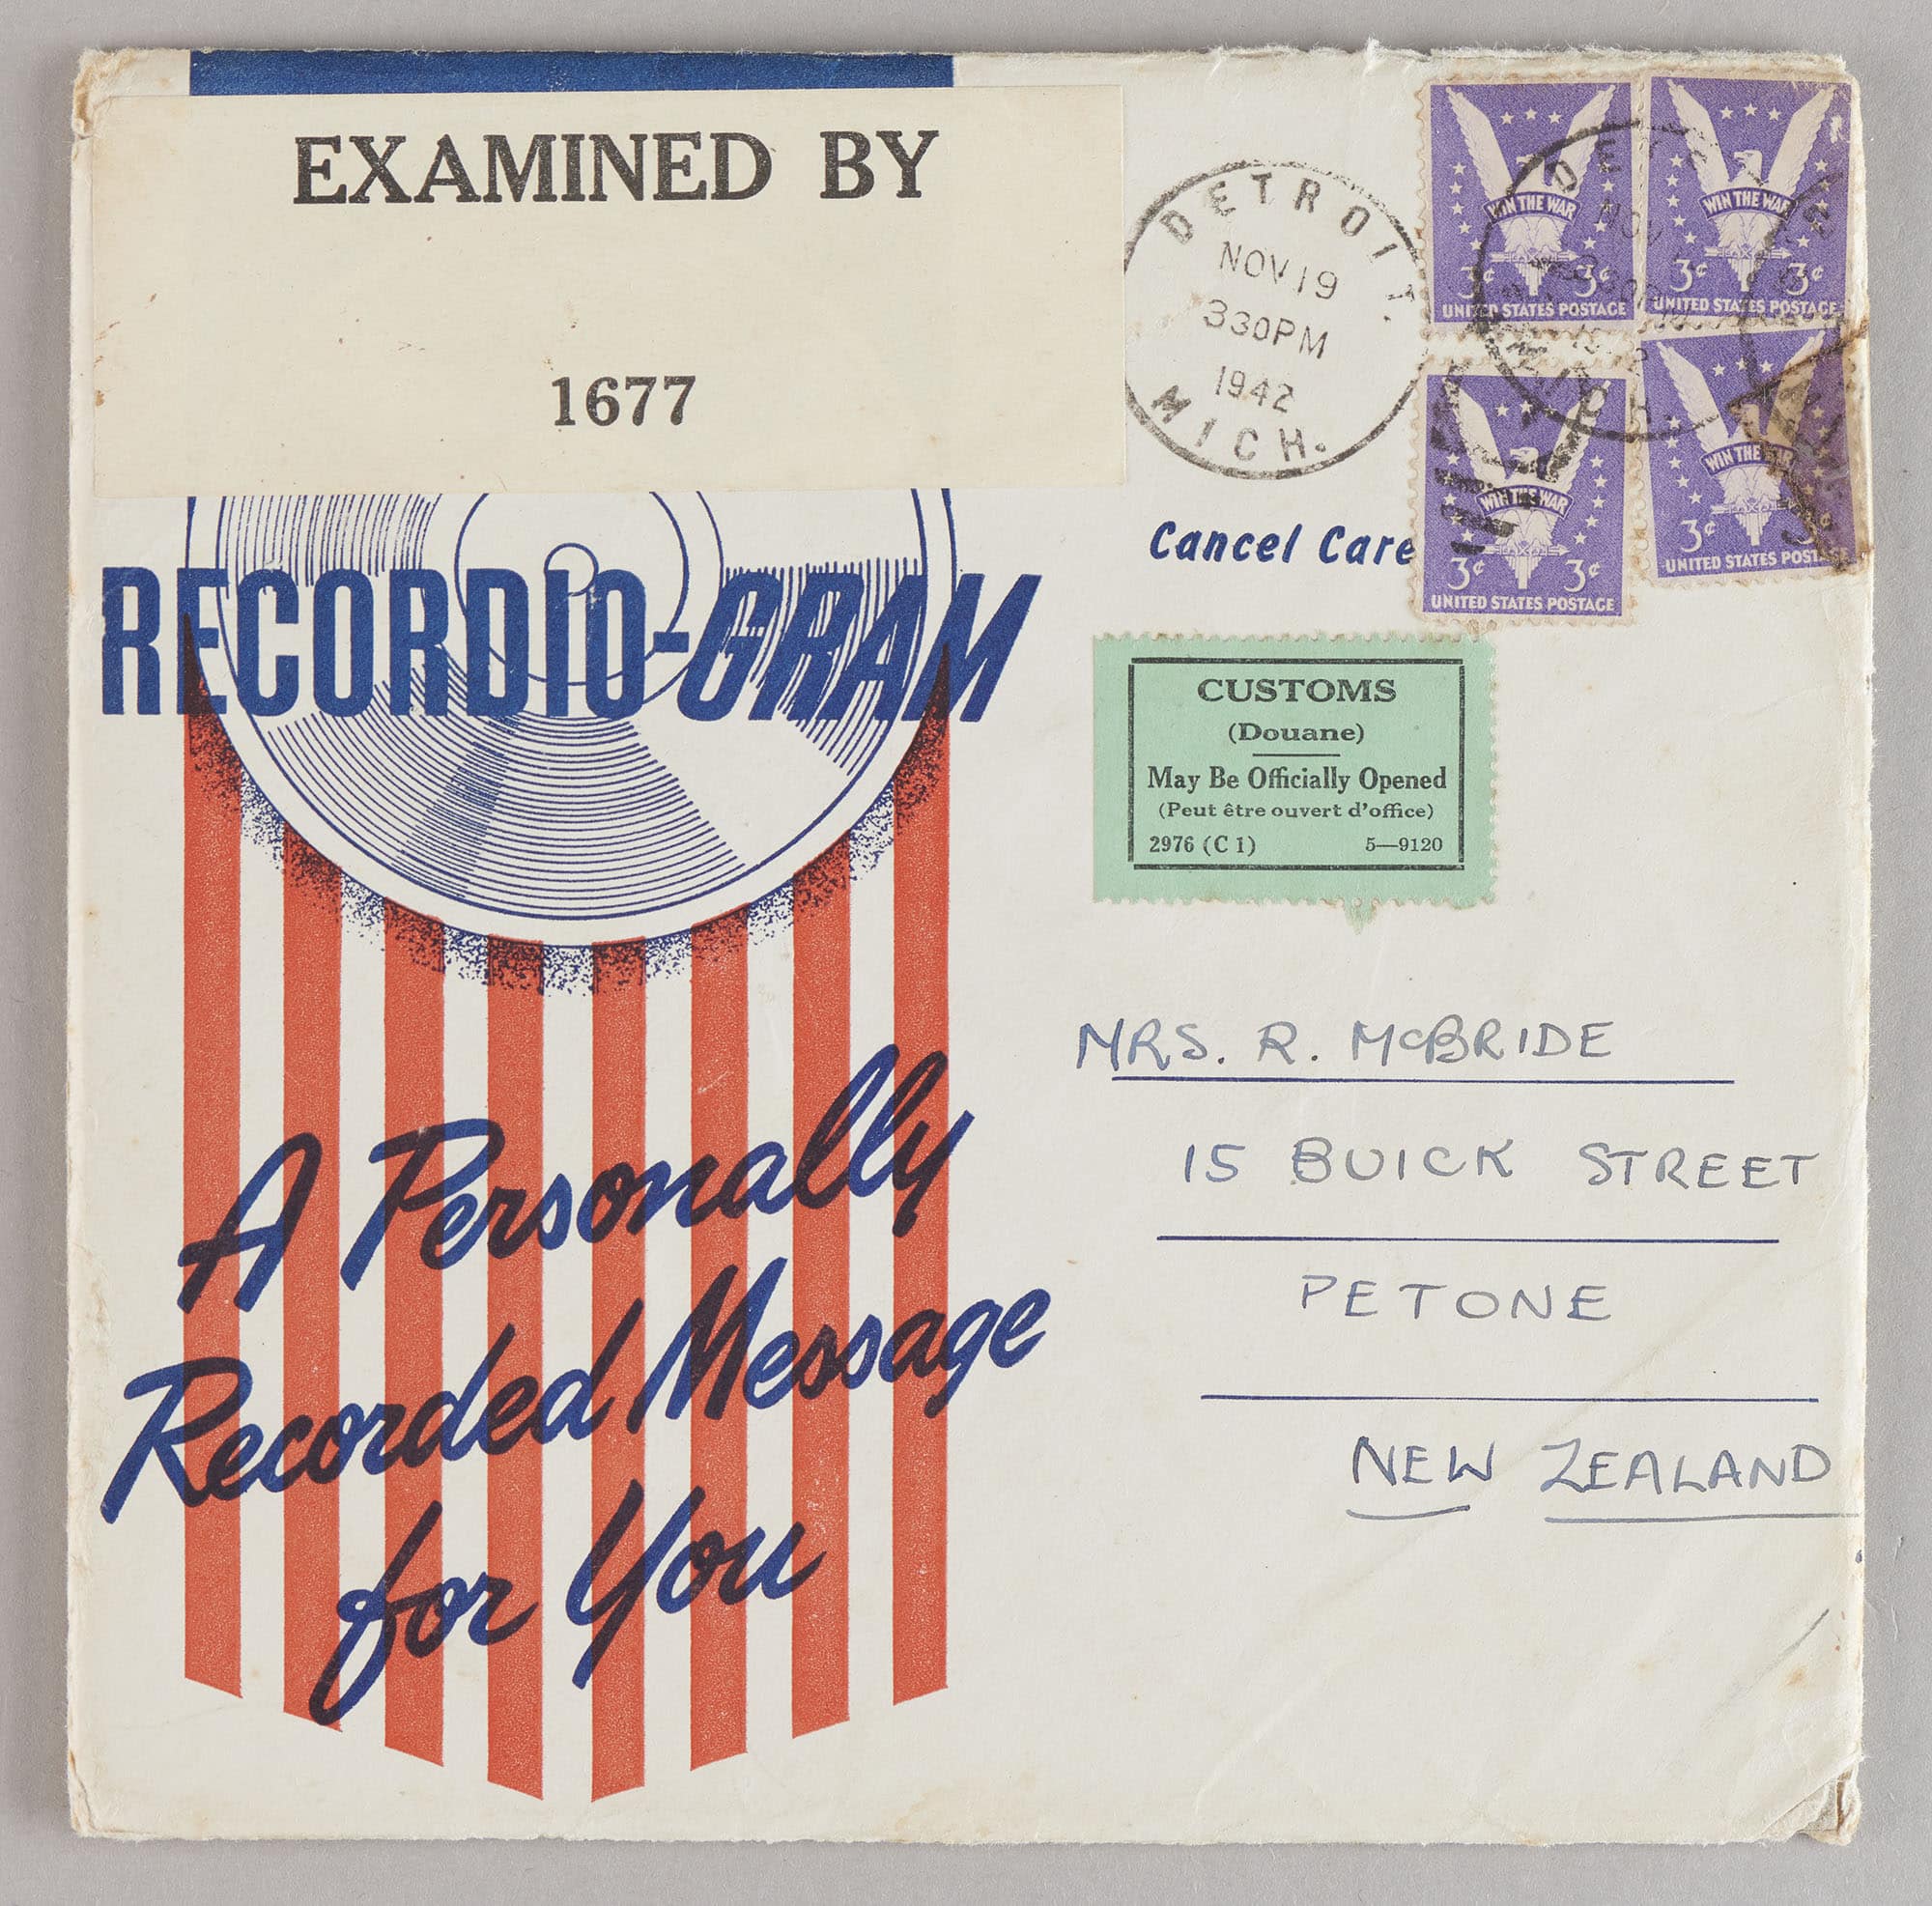 EXAMINED BY
1677
DETROIT
NOV 19
330PM
1942
MICH.
WIN THE WAR
3¢ 3¢
UNITED STATES POSTAGE
WIN THE WAR
3¢ 3¢
UNITED STATES POSTAGE
WIN THE WAR
3¢ 3¢
UNITED STATES POSTAGE
WIN THE WAR
3¢ 3¢
UNITED STATES POSTAGE
Cancel Care
RECORDIO-GRAM
CUSTOMS
(Douane)
May Be Officially Opened
(Peut être ouvert d'office)
2976 (C 1) 5—9120
MRS. R. McBRIDE
15 BUICK STREET
PETONE
NEW ZEALAND
A Personally
Recorded Message
for You